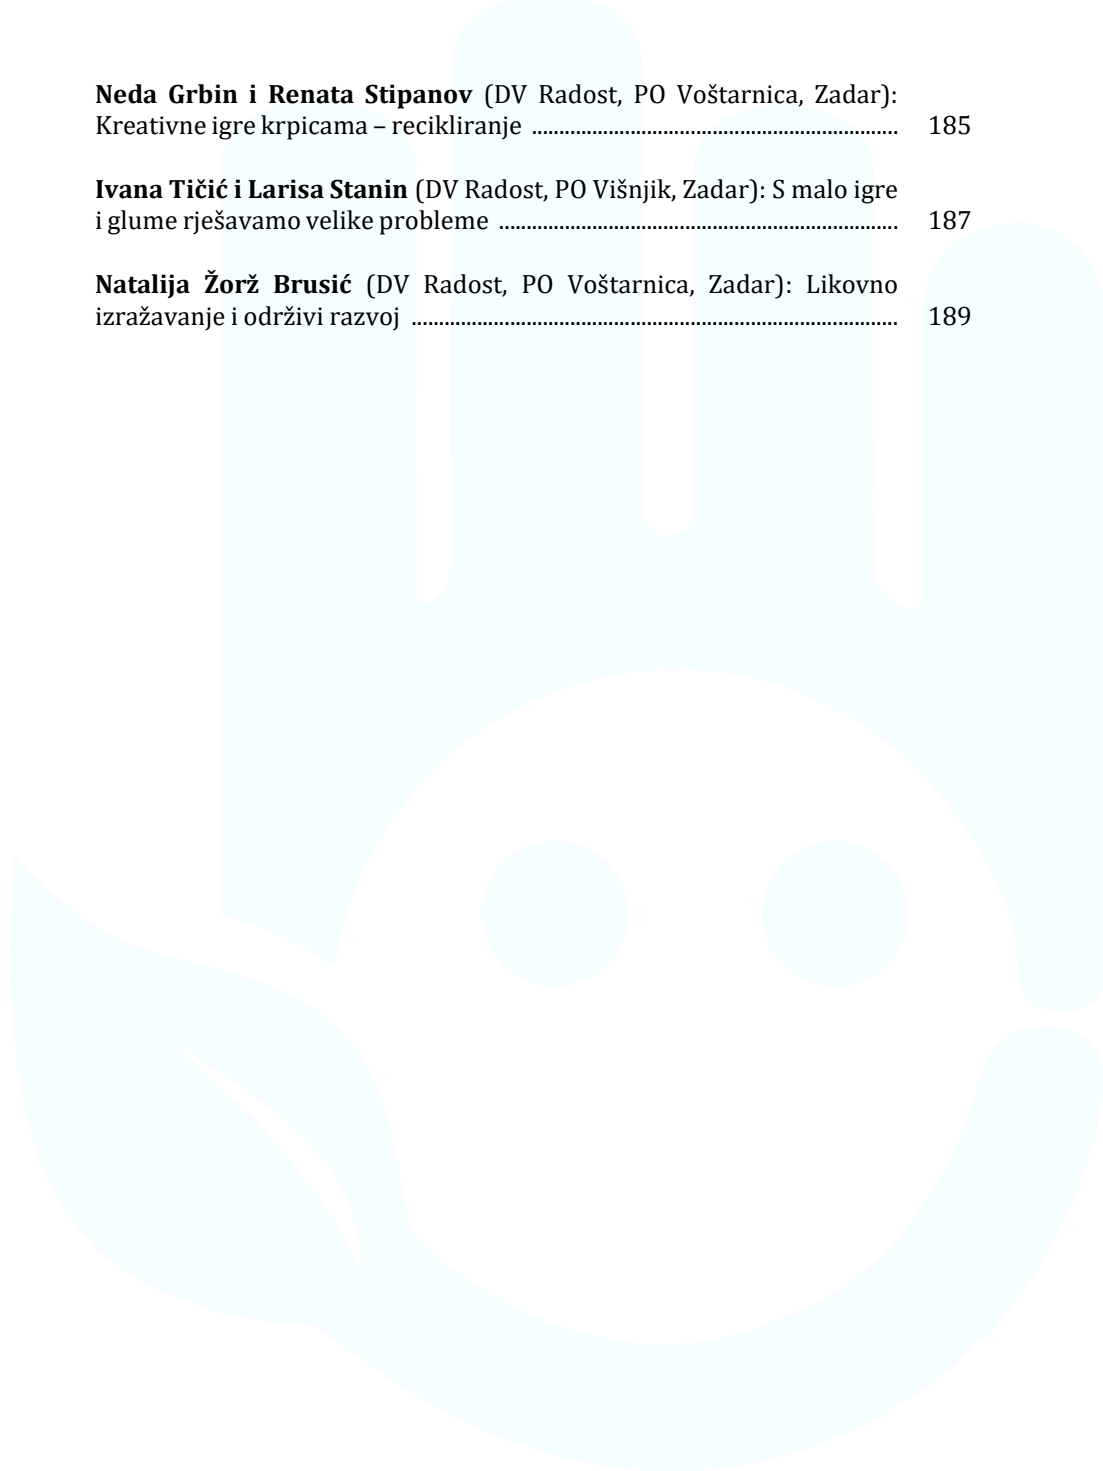 Neda Grbin i Renata Stipanov (DV Radost, PO Voštarnica, Zadar):
Kreativne igre krpicama – recikliranje ................................................................... 185
Ivana Tičić i Larisa Stanin (DV Radost, PO Višnjik, Zadar): S malo igre
i glume rješavamo velike probleme ......................................................................... 187
Natalija Žorž Brusić (DV Radost, PO Voštarnica, Zadar): Likovno
izražavanje i održivi razvoj ......................................................................................... 189